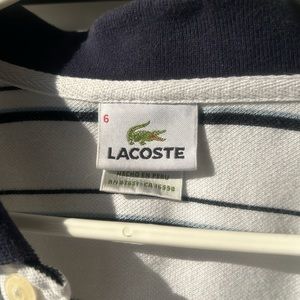 6
LACOSTE
HECHO EN PERU